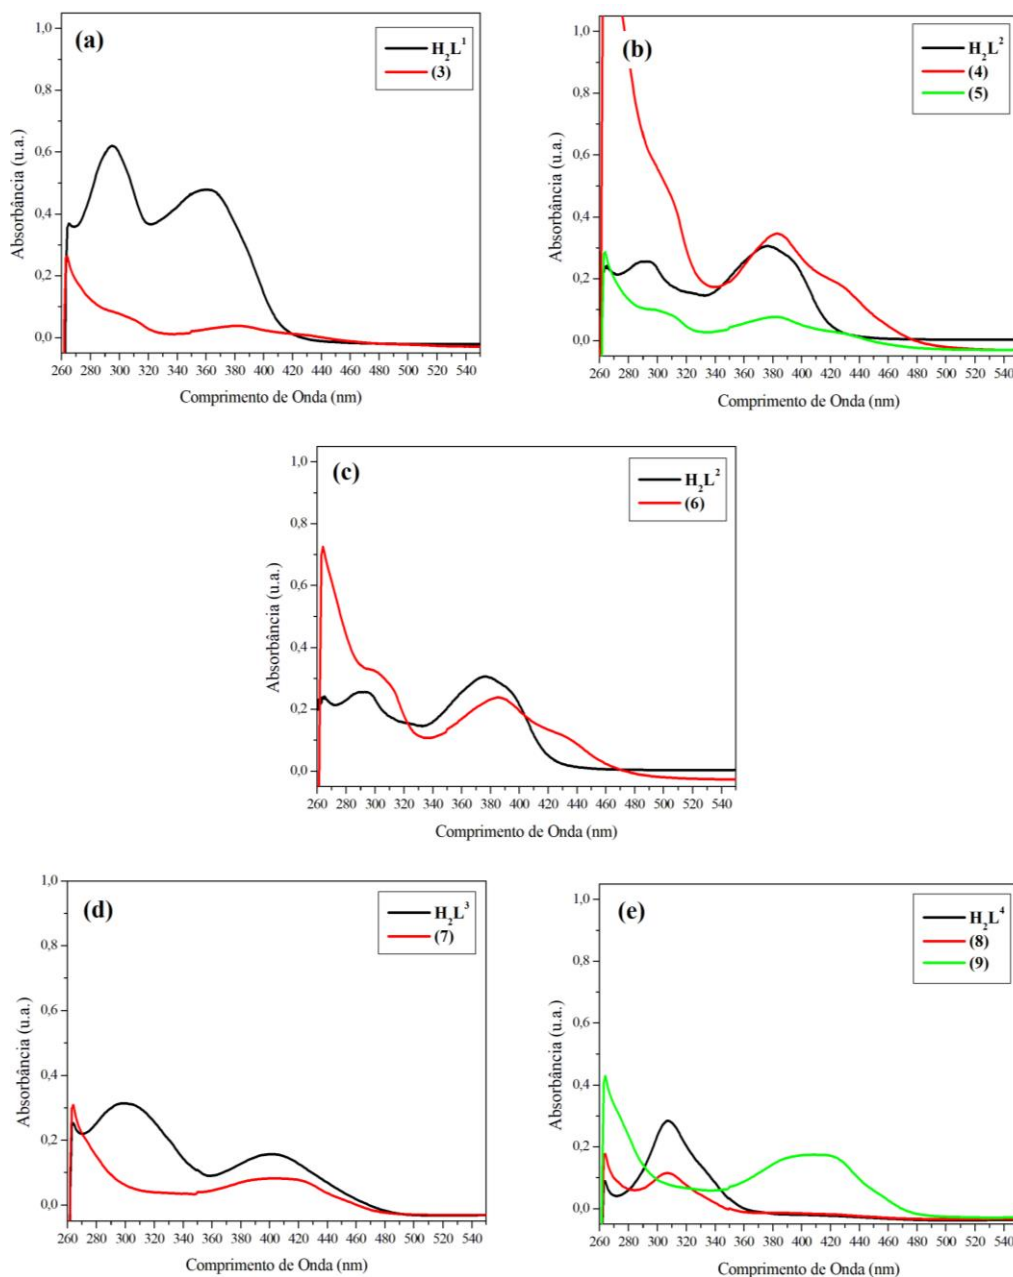 (a)
H₂L¹
(3)
Absorbância (u.a.)
1,0
0,8
0,6
0,4
0,2
0,0
260 280 300 320 340 360 380 400 420 440 460 480 500 520 540
Comprimento de Onda (nm)
(b)
H₂L²
(4)
(5)
Absorbância (u.a.)
1,0
0,8
0,6
0,4
0,2
0,0
260 280 300 320 340 360 380 400 420 440 460 480 500 520 540
Comprimento de Onda (nm)
(c)
H₂L²
(6)
Absorbância (u.a.)
1,0
0,8
0,6
0,4
0,2
0,0
260 280 300 320 340 360 380 400 420 440 460 480 500 520 540
Comprimento de Onda (nm)
(d)
H₂L³
(7)
Absorbância (u.a.)
1,0
0,8
0,6
0,4
0,2
0,0
260 280 300 320 340 360 380 400 420 440 460 480 500 520 540
Comprimento de Onda (nm)
(e)
H₂L⁴
(8)
(9)
Absorbância (u.a.)
1,0
0,8
0,6
0,4
0,2
0,0
260 280 300 320 340 360 380 400 420 440 460 480 500 520 540
Comprimento de Onda (nm)